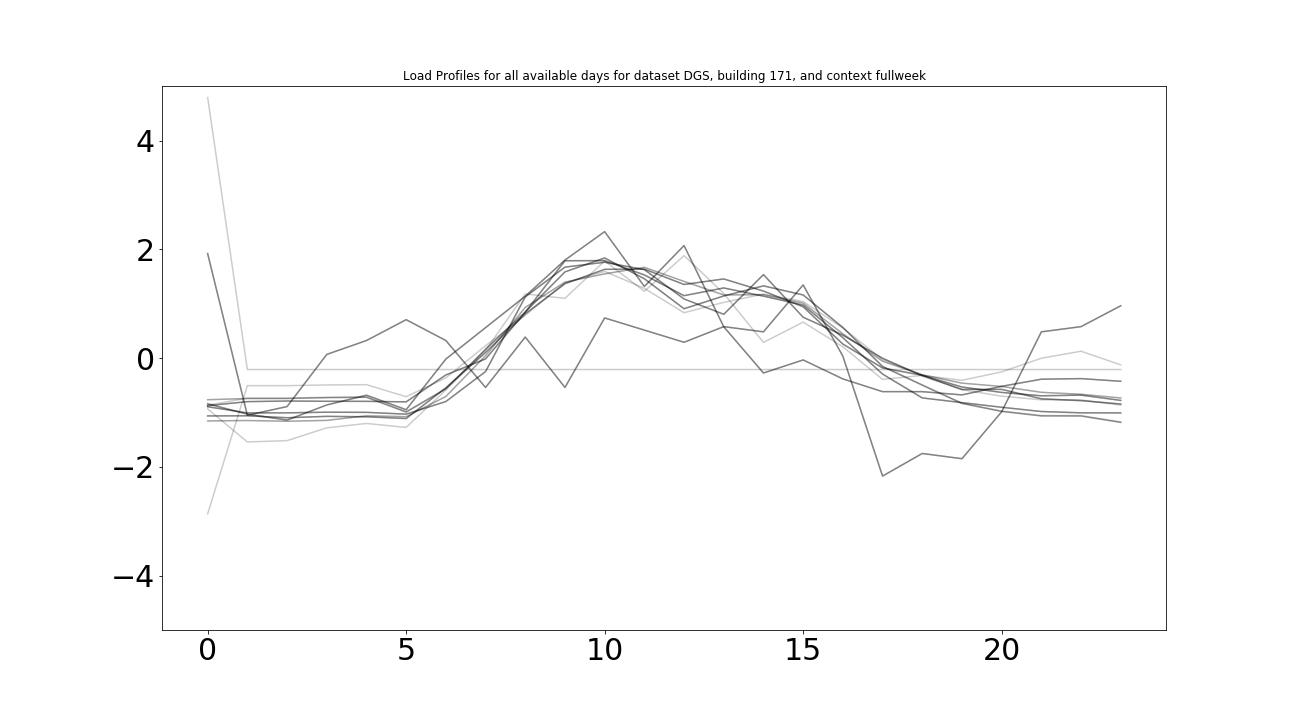 Load Profiles for all available days for dataset DGS, building 171, and context fullweek
4
2
0
−2
−4
0 5 10 15 20